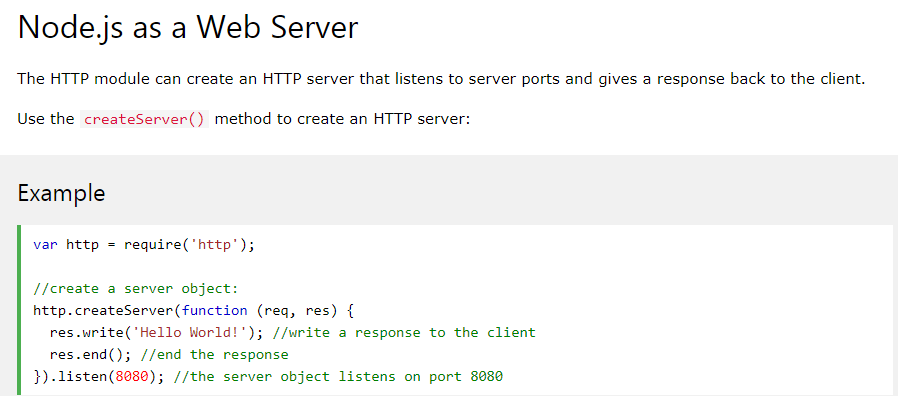 Node.js as a Web Server
The HTTP module can create an HTTP server that listens to server ports and gives a response back to the client.
Use the createServer() method to create an HTTP server:
Example
var http = require('http');
//create a server object:
http.createServer(function (req, res) {
  res.write('Hello World!'); //write a response to the client
  res.end(); //end the response
}).listen(8080); //the server object listens on port 8080